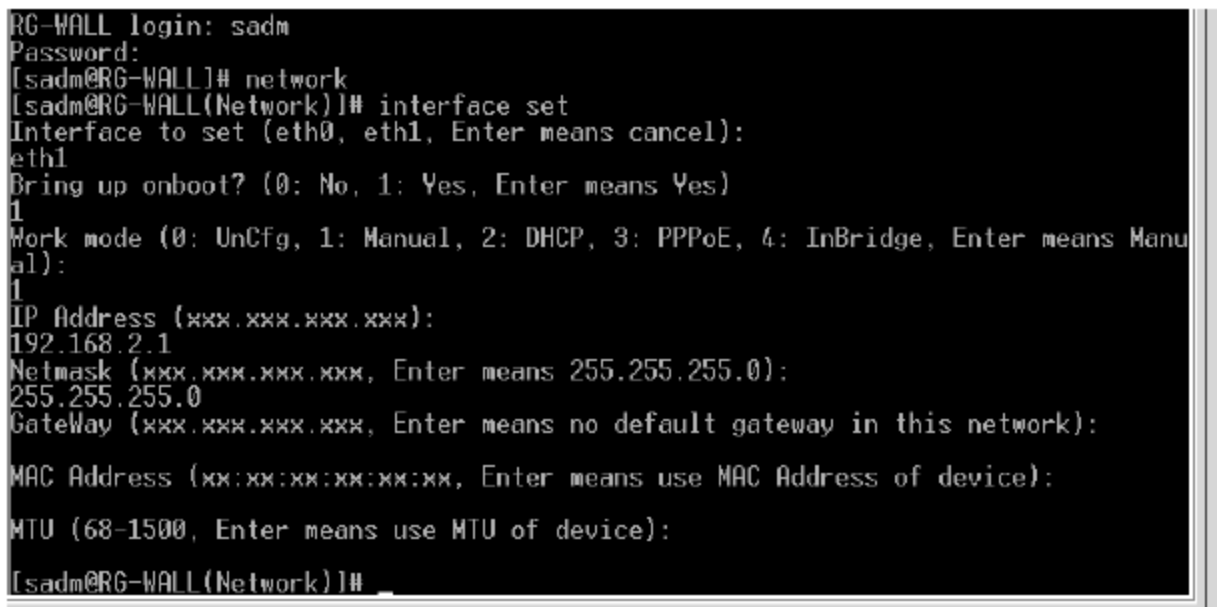 RG-WALL login: sadm
Password:
[sadm@RG-WALL]# network
[sadm@RG-WALL(Network)]# interface set
Interface to set (eth0, eth1, Enter means cancel):
eth1
Bring up onboot? (0: No, 1: Yes, Enter means Yes)
1
Work mode (0: UnCfg, 1: Manual, 2: DHCP, 3: PPPoE, 4: InBridge, Enter means Manu
al):
1
IP Address (xxx.xxx.xxx.xxx):
192.168.2.1
Netmask (xxx.xxx.xxx.xxx, Enter means 255.255.255.0):
255.255.255.0
GateWay (xxx.xxx.xxx.xxx, Enter means no default gateway in this network):
MAC Address (xx:xx:xx:xx:xx:xx, Enter means use MAC Address of device):
MTU (68-1500, Enter means use MTU of device):
[sadm@RG-WALL(Network)]# _